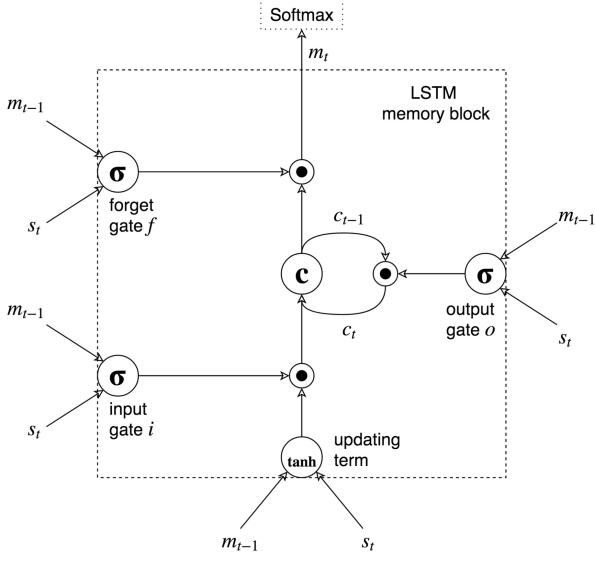 Softmax
m_t
LSTM
memory block
m_{t−1}
σ
s_t
forget
gate f
c_{t−1}
m_{t−1}
c
σ
output
gate o
c_t
s_t
m_{t−1}
σ
s_t
input
gate i
updating
term
tanh
m_{t−1}
s_t